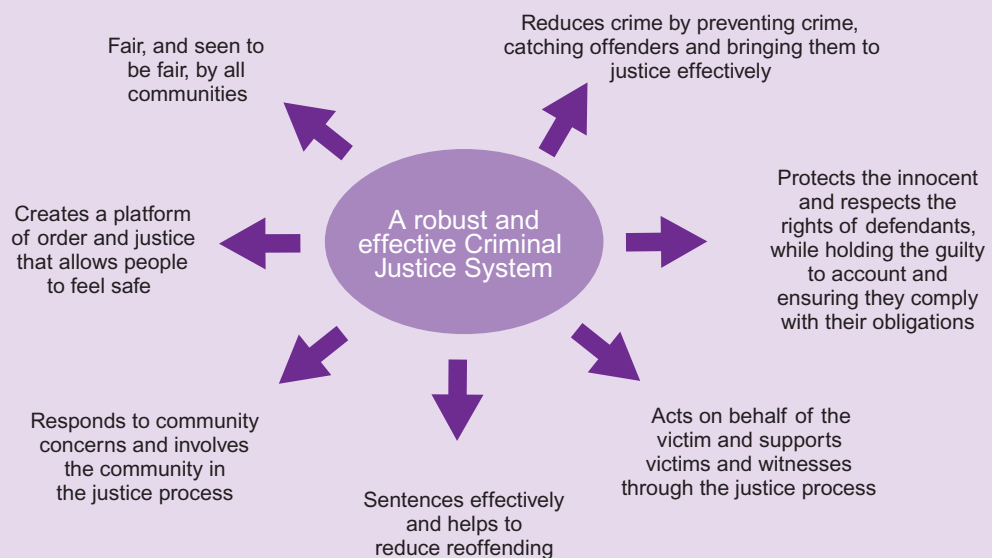 Fair, and seen to
be fair, by all
communities
Reduces crime by preventing crime,
catching offenders and bringing them to
justice effectively
Creates a platform
of order and justice
that allows people
to feel safe
A robust and
effective Criminal
Justice System
Protects the innocent
and respects the
rights of defendants,
while holding the guilty
to account and
ensuring they comply
with their obligations
Responds to community
concerns and involves
the community in
the justice process
Sentences effectively
and helps to
reduce reoffending
Acts on behalf of the
victim and supports
victims and witnesses
through the justice process